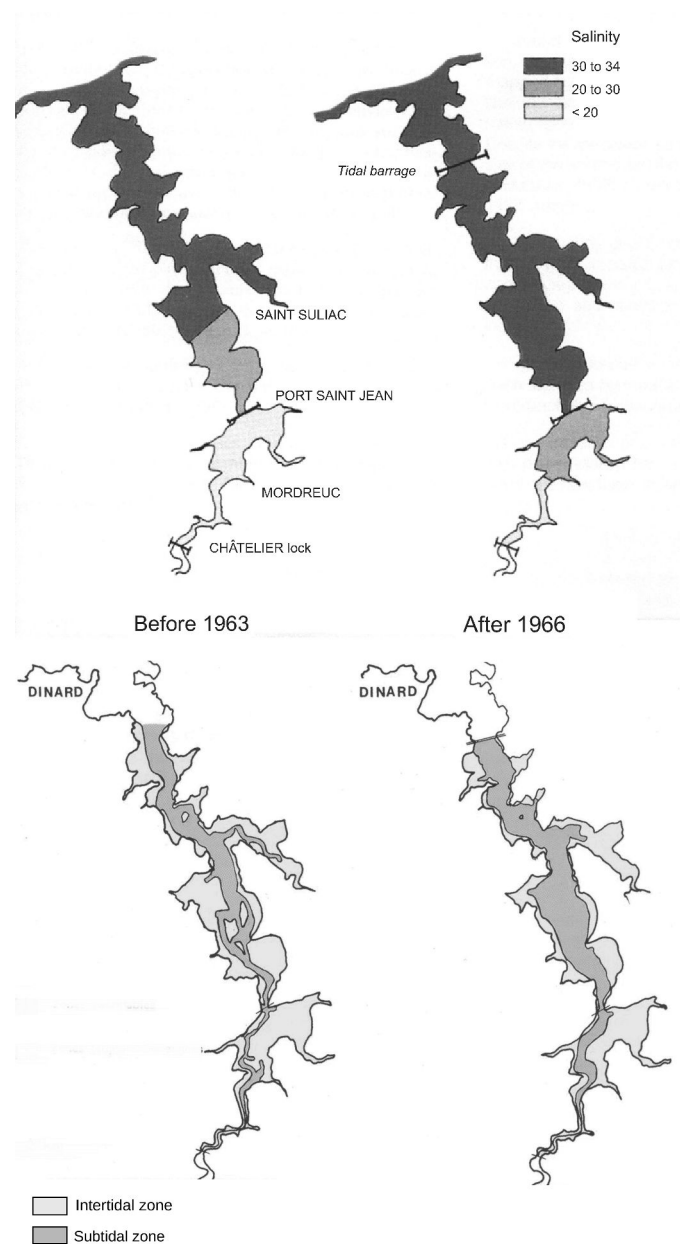 Salinity
30 to 34
20 to 30
< 20
Tidal barrage
SAINT SULIAC
PORT SAINT JEAN
MORDREUC
CHÂTELIER lock
Before 1963
After 1966
DINARD
DINARD
Intertidal zone
Subtidal zone